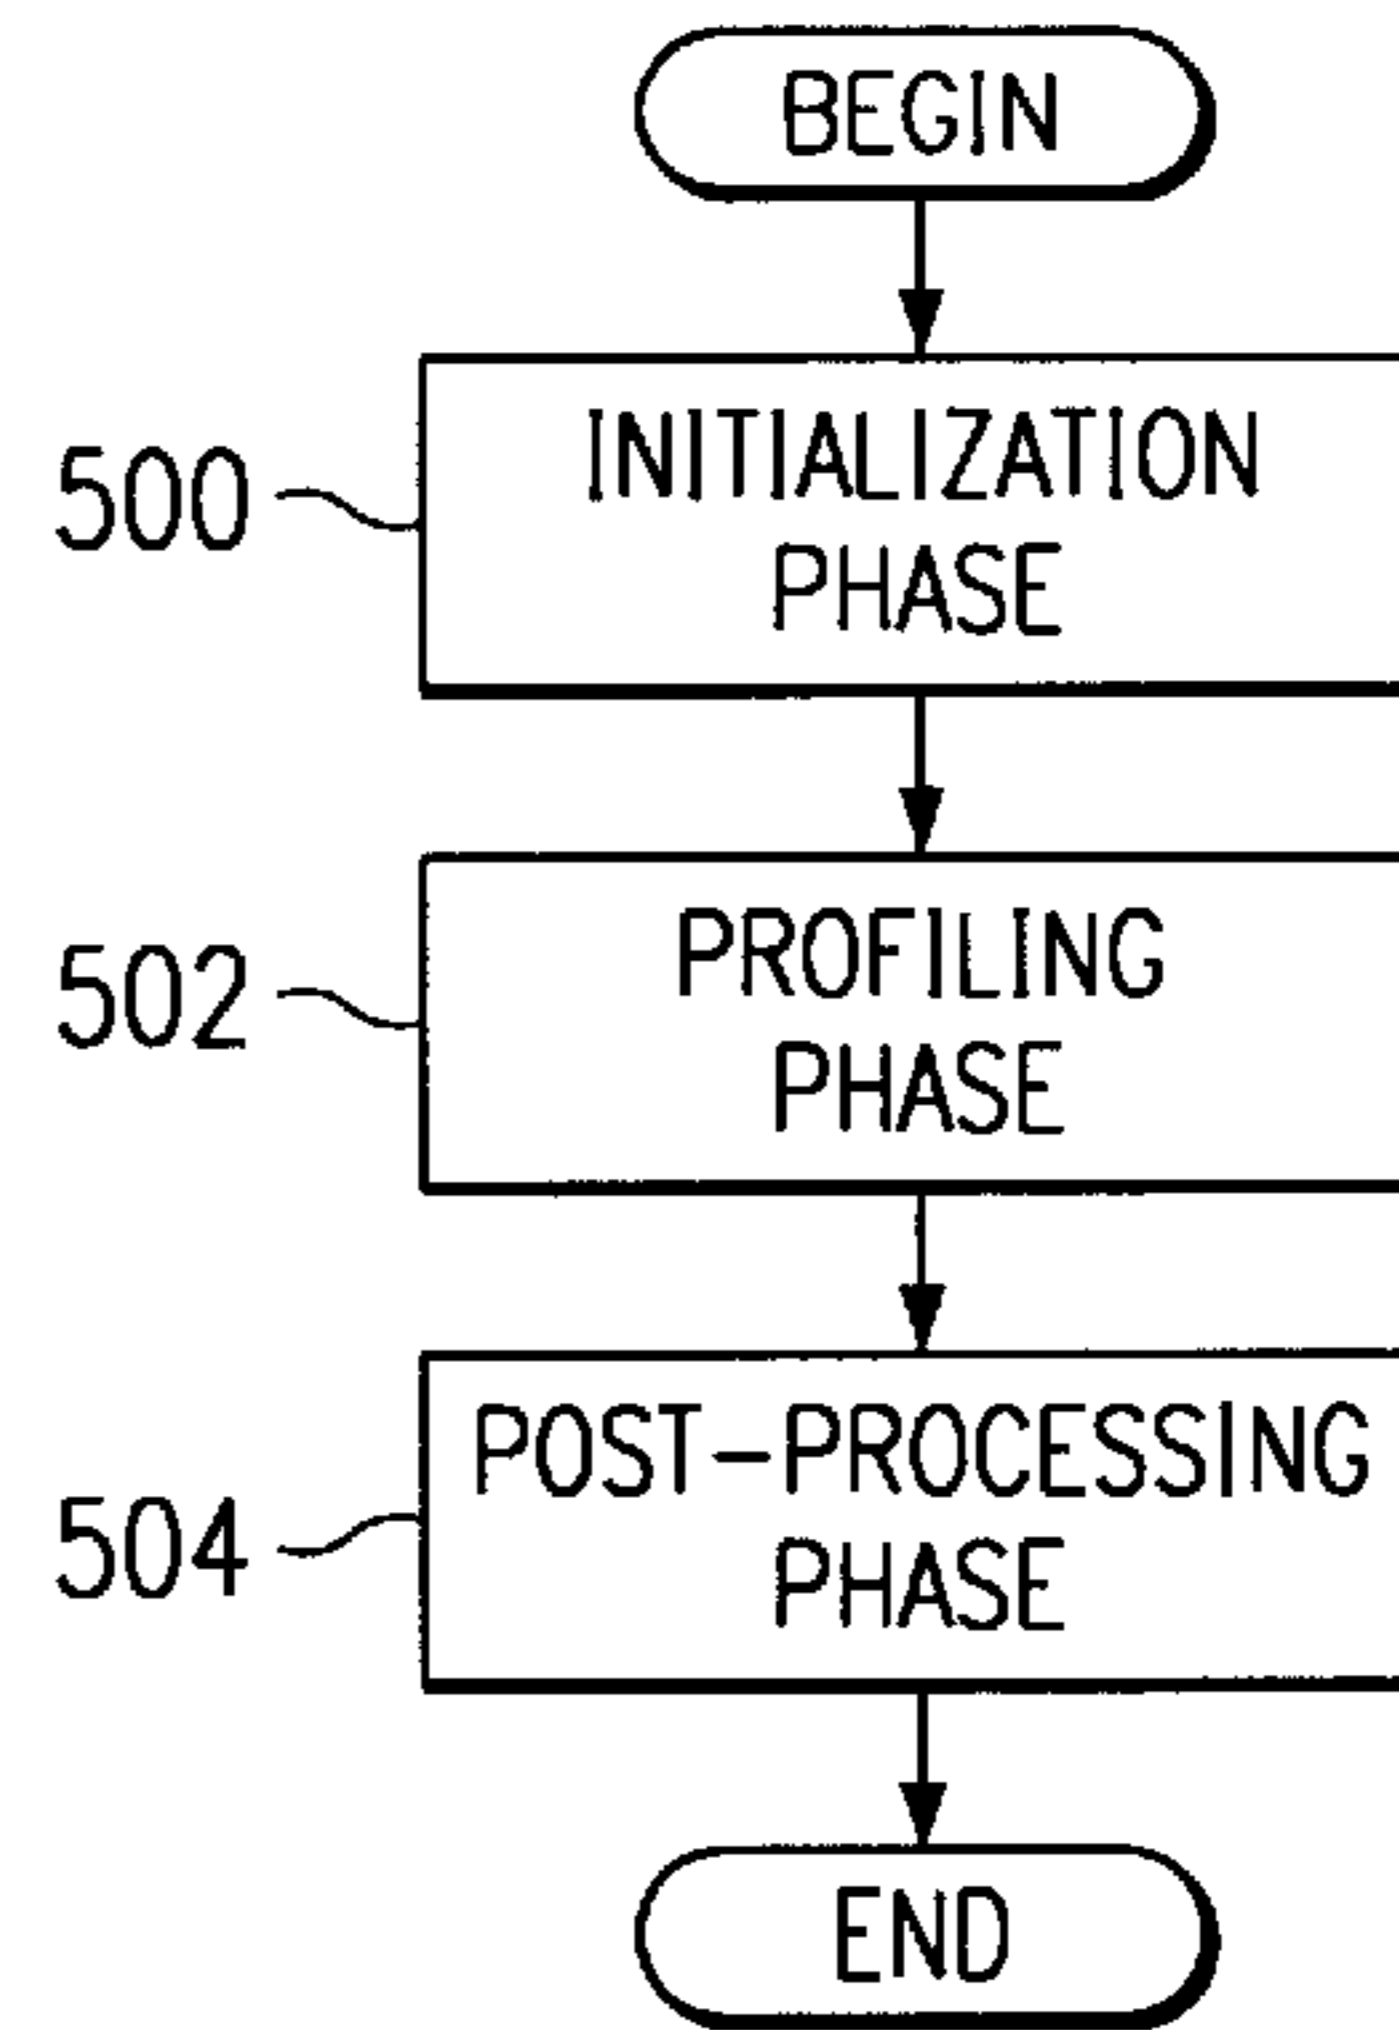 BEGIN
500
INITIALIZATION
PHASE
502
PROFILING
PHASE
504
POST-PROCESSING
PHASE
END